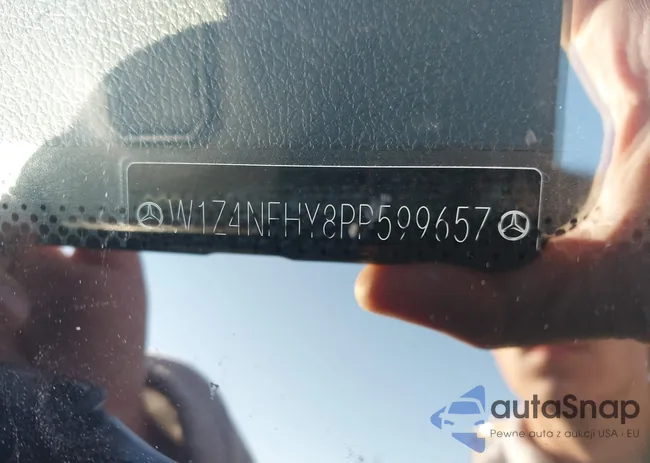 W1Z4NFHY8PP599657
autaSnap
Pewne auta z aukcji USA i EU